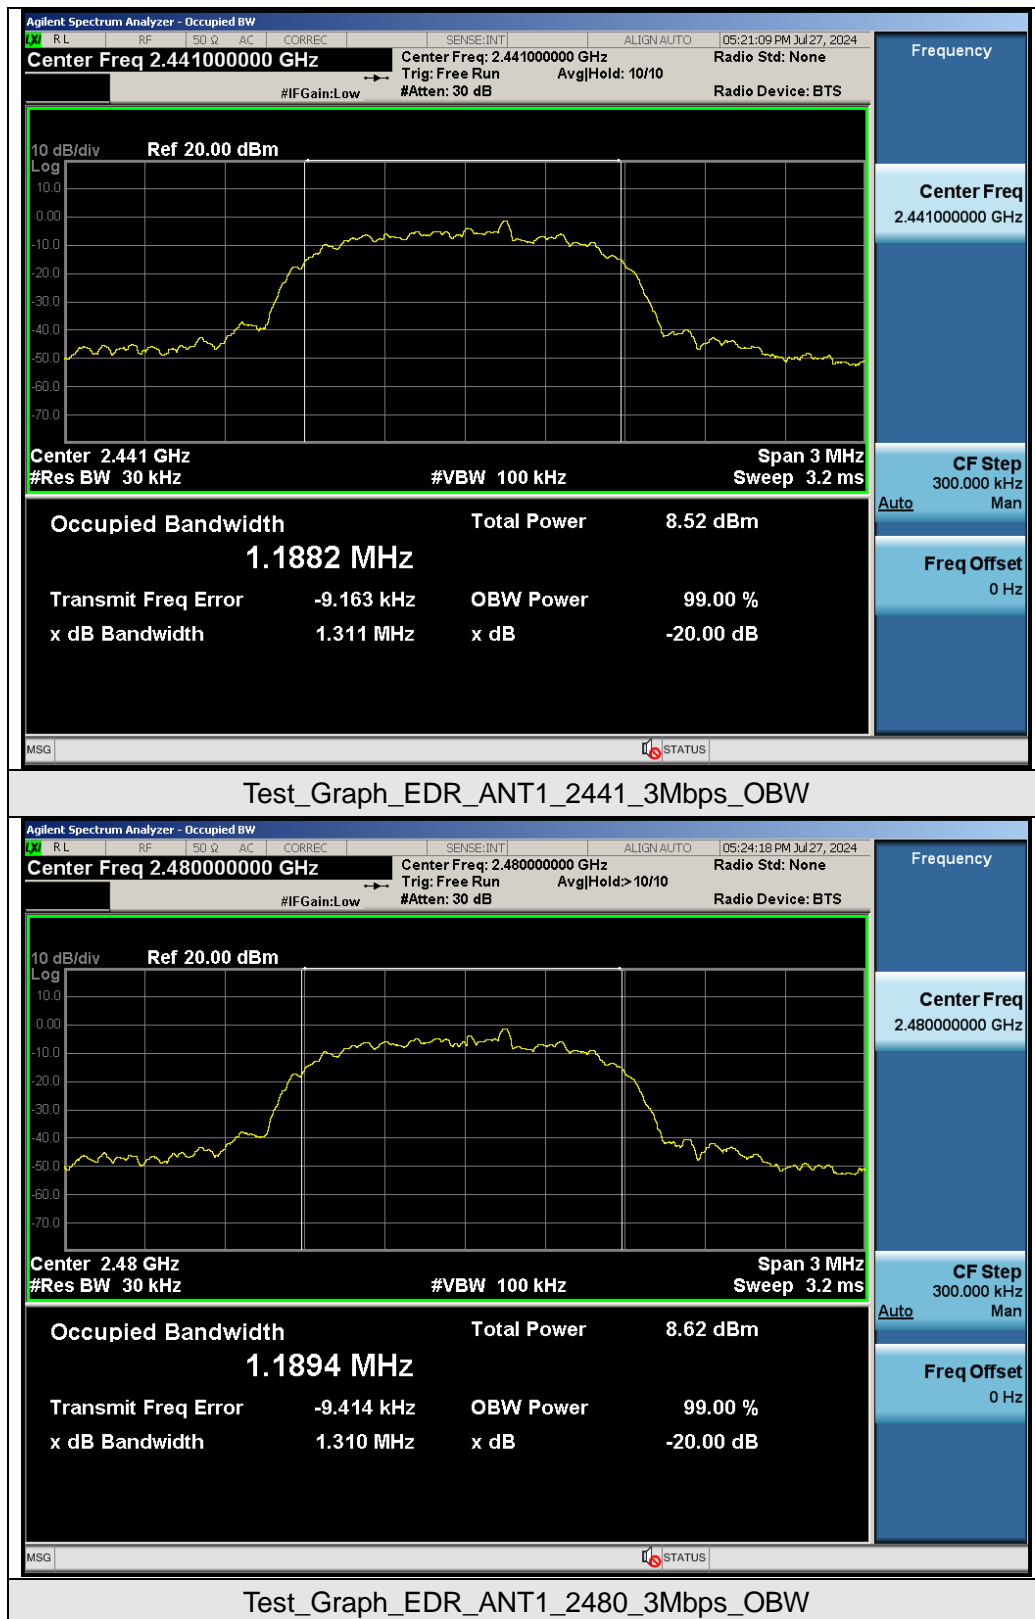 Agilent Spectrum Analyzer - Occupied BW
LXI RL RF 50 Ω AC CORREC SENSE:INT ALIGN AUTO 05:21:09 PM Jul 27, 2024
Center Freq 2.441000000 GHz Center Freq: 2.441000000 GHz Radio Std: None
Trig: Free Run Avg|Hold: 10/10
#IFGain:Low #Atten: 30 dB Radio Device: BTS
Frequency
10 dB/div Ref 20.00 dBm
Log
10.0
0.00
-10.0
-20.0
-30.0
-40.0
-50.0
-60.0
-70.0
Center 2.441 GHz Span 3 MHz
#Res BW 30 kHz #VBW 100 kHz Sweep 3.2 ms
Center Freq
2.441000000 GHz
CF Step
300.000 kHz
Auto Man
Freq Offset
0 Hz
Occupied Bandwidth Total Power 8.52 dBm
1.1882 MHz
Transmit Freq Error -9.163 kHz OBW Power 99.00 %
x dB Bandwidth 1.311 MHz x dB -20.00 dB
MSG STATUS
Test_Graph_EDR_ANT1_2441_3Mbps_OBW
Agilent Spectrum Analyzer - Occupied BW
LXI RL RF 50 Ω AC CORREC SENSE:INT ALIGN AUTO 05:24:18 PM Jul 27, 2024
Center Freq 2.480000000 GHz Center Freq: 2.480000000 GHz Radio Std: None
Trig: Free Run Avg|Hold:>10/10
#IFGain:Low #Atten: 30 dB Radio Device: BTS
Frequency
10 dB/div Ref 20.00 dBm
Log
10.0
0.00
-10.0
-20.0
-30.0
-40.0
-50.0
-60.0
-70.0
Center 2.48 GHz Span 3 MHz
#Res BW 30 kHz #VBW 100 kHz Sweep 3.2 ms
Center Freq
2.480000000 GHz
CF Step
300.000 kHz
Auto Man
Freq Offset
0 Hz
Occupied Bandwidth Total Power 8.62 dBm
1.1894 MHz
Transmit Freq Error -9.414 kHz OBW Power 99.00 %
x dB Bandwidth 1.310 MHz x dB -20.00 dB
MSG STATUS
Test_Graph_EDR_ANT1_2480_3Mbps_OBW